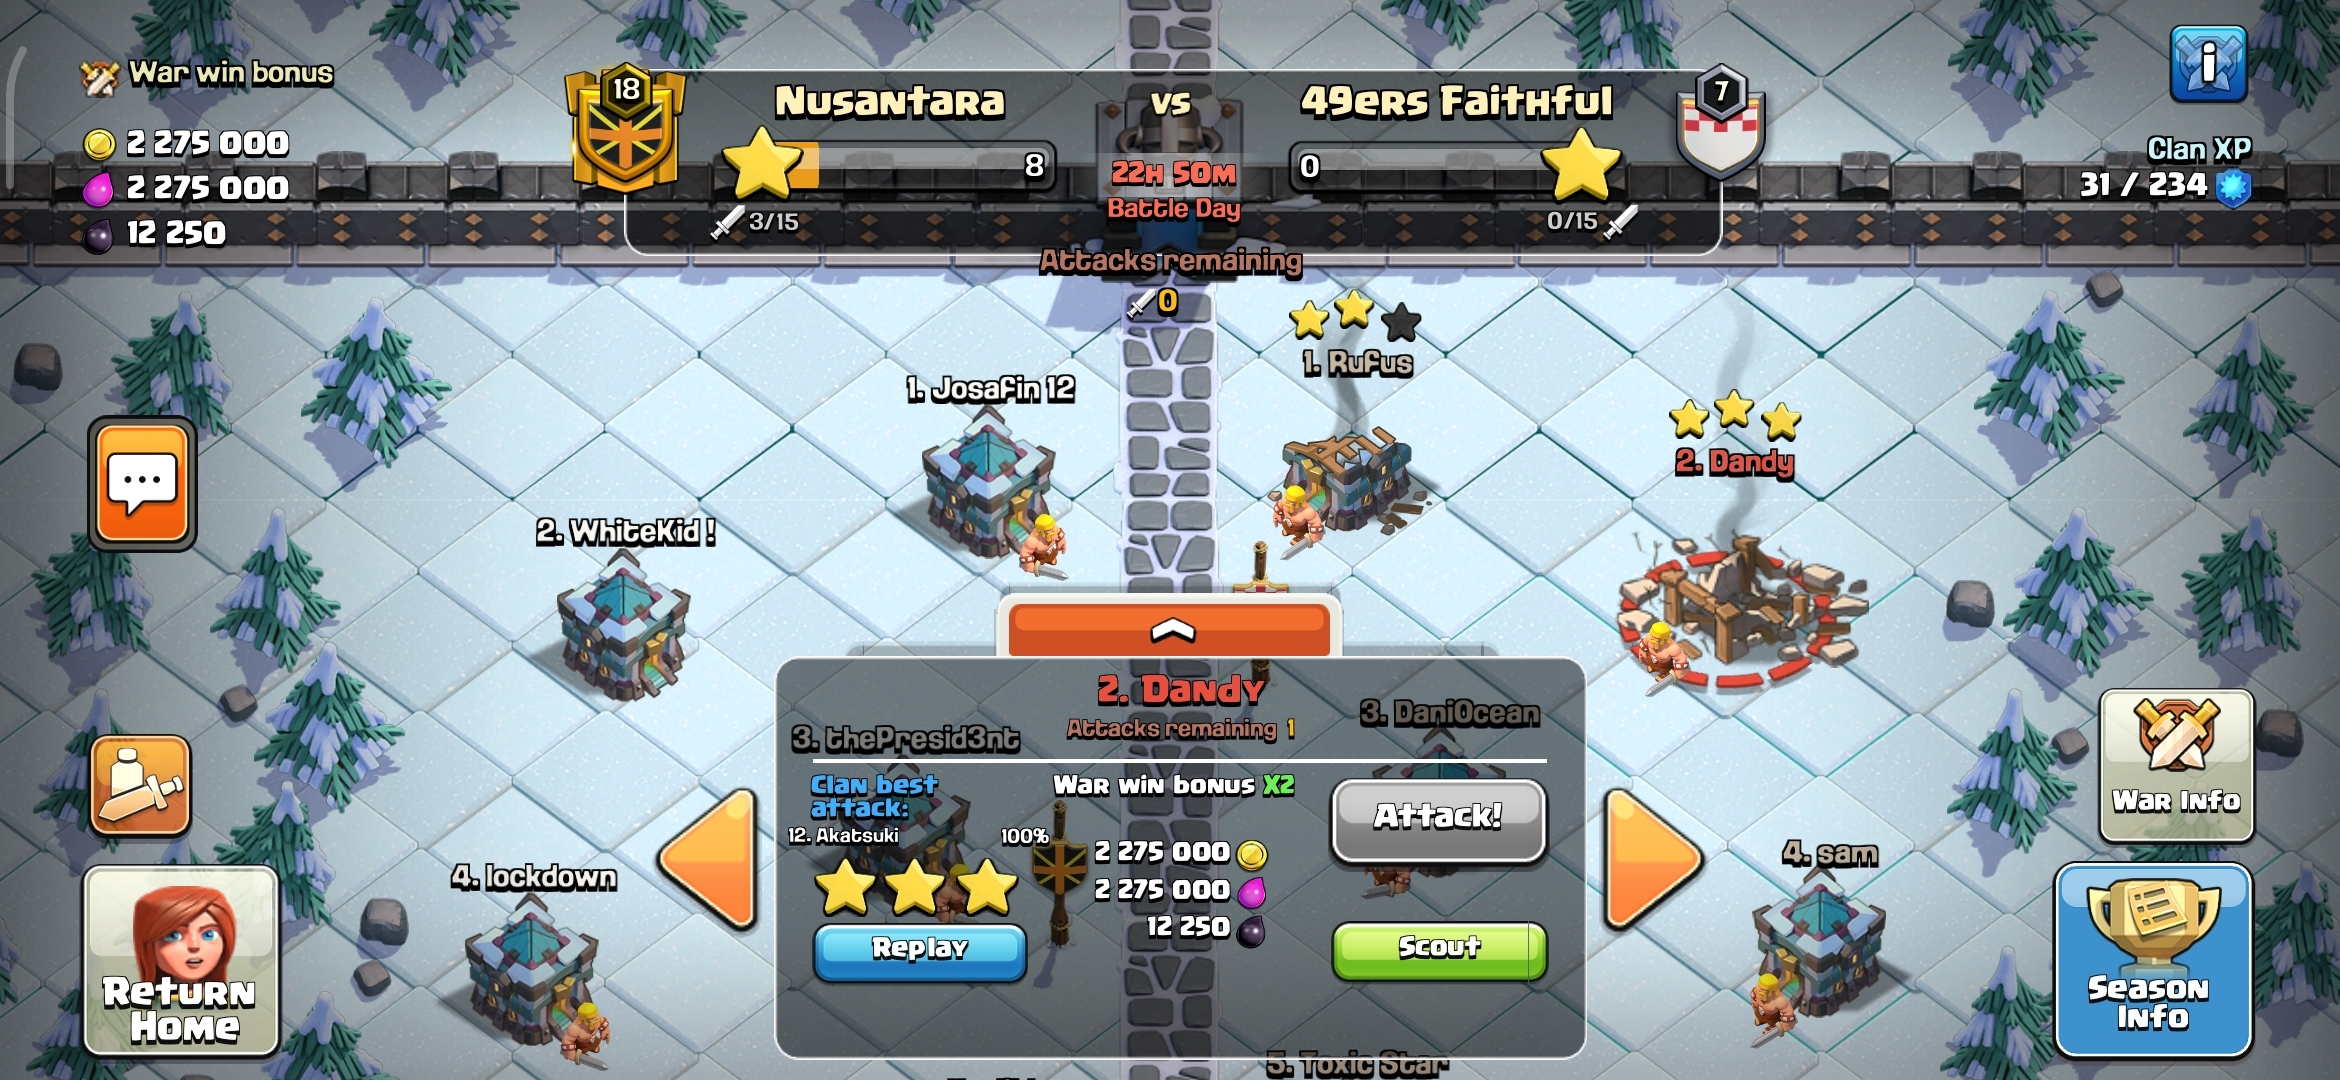 War win bonus
2 275 000
2 275 000
12 250
18
Nusantara
8
3/15
vs
22H 50M
Battle Day
Attacks remaining
0
49ers Faithful
0
0/15
7
i
Clan XP
31 / 234
1. Josafin 12
1. Rufus
2. Dandy
2. WhiteKid !
2. Dandy
Attacks remaining 1
3. thePresid3nt
3. DaniOcean
Clan best
attack:
12. Akatsuki
100%
Replay
War win bonus X2
2 275 000
2 275 000
12 250
Attack!
Scout
4. lockdown
4. sam
5. Toxic Star
Return
Home
War Info
Season
Info